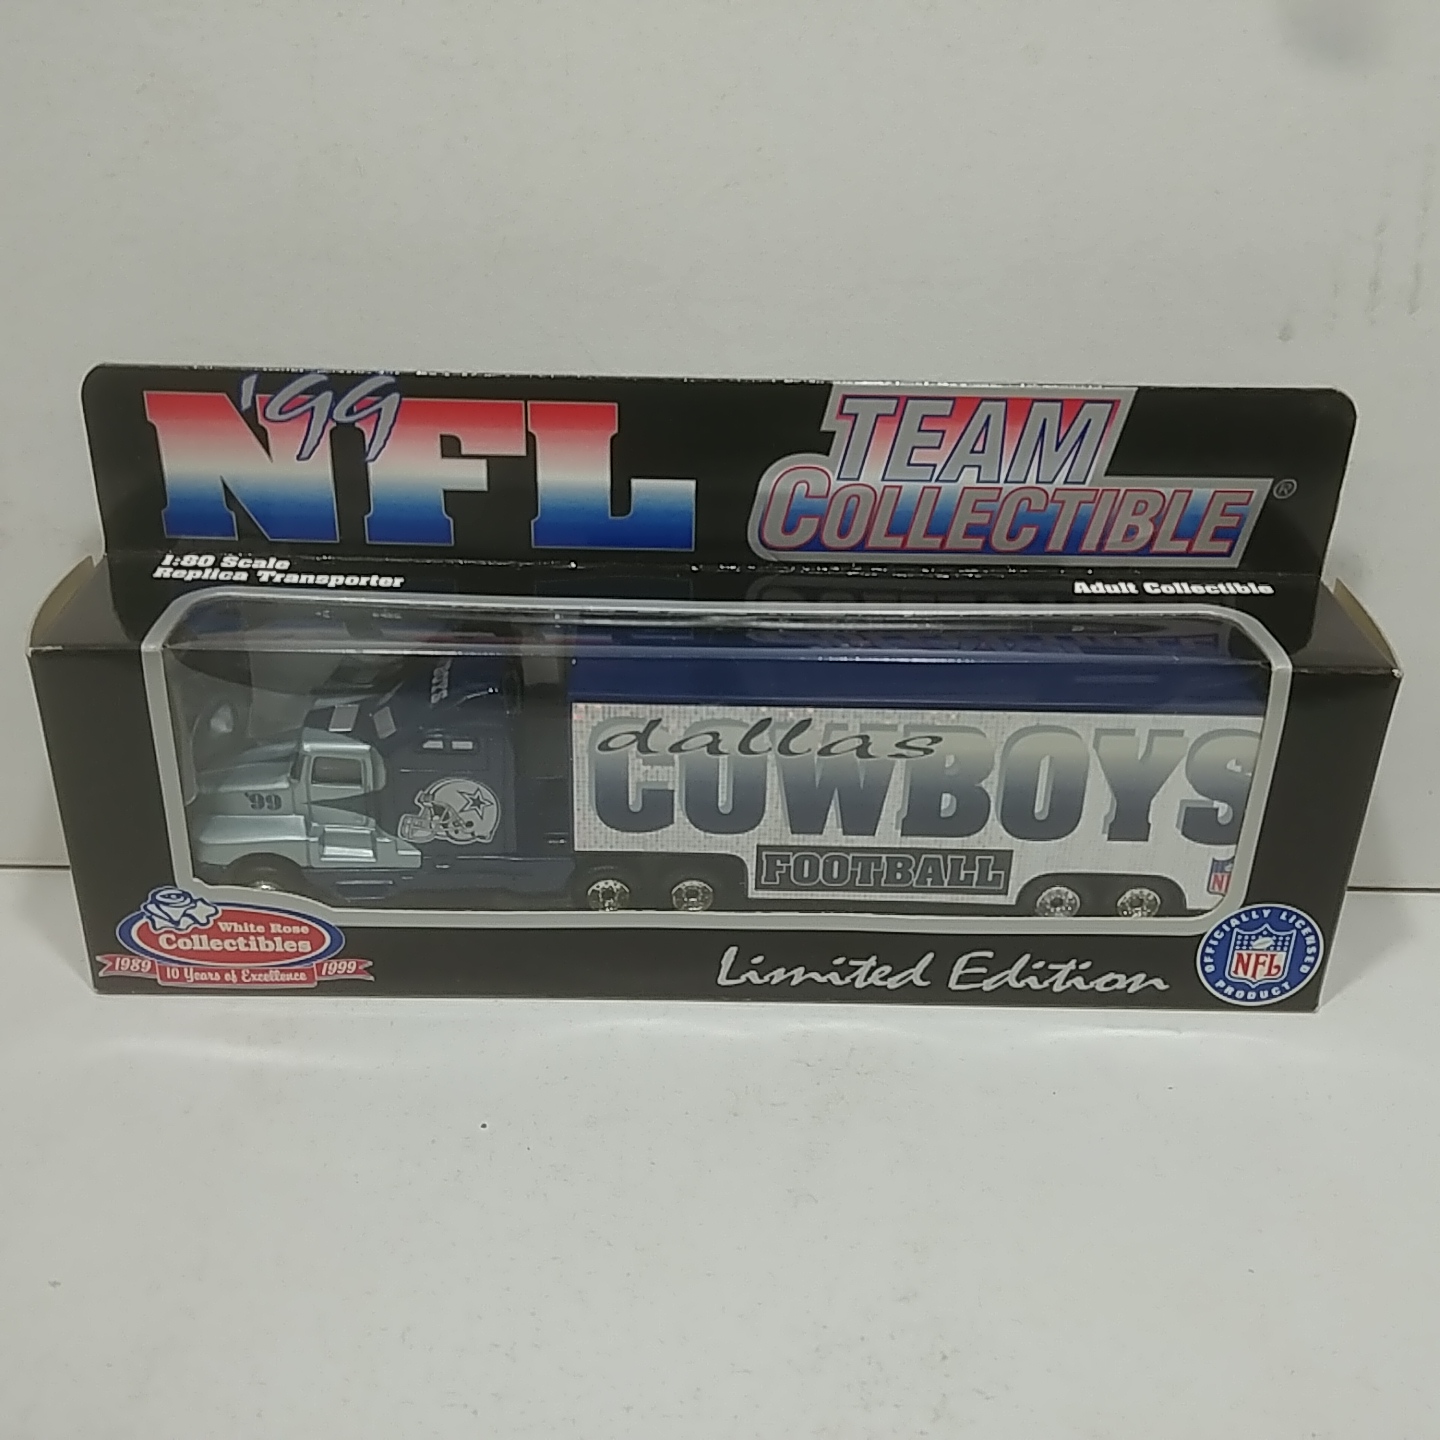 '99
NFL
TEAM
COLLECTIBLE®
1:80 Scale
Replica Transporter
Adult Collectible
dallas
COWBOYS
'99
FOOTBALL
White Rose
Collectibles
1989 10 Years of Excellence 1999
Limited Edition
OFFICIALLY LICENSED
NFL
PRODUCT